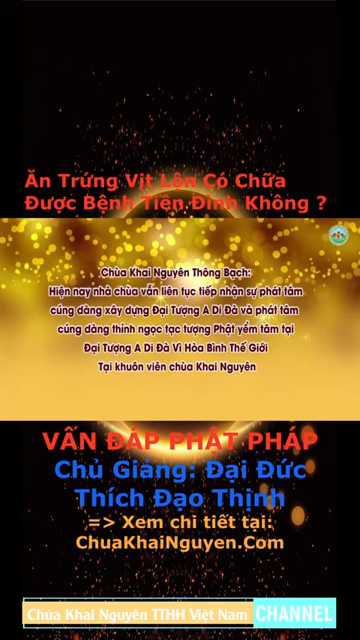 Ăn Trứng Vịt Lộn Có Chữa
Được Bệnh Tiền Đình Không ?
Chùa Khai Nguyên Thông Bạch:
Hiện nay nhà chùa vẫn liên tục tiếp nhận sự phát tâm
cúng dàng xây dựng Đại Tượng A Di Đà và phát tâm
cúng dàng thỉnh ngọc tạc tượng Phật yểm tâm tại
Đại Tượng A Di Đà Vì Hòa Bình Thế Giới
Tại khuôn viên chùa Khai Nguyên
VẤN ĐÁP PHẬT PHÁP
Chủ Giảng: Đại Đức
Thích Đạo Thịnh
=> Xem chi tiết tại:
ChuaKhaiNguyen.Com
Chùa Khai Nguyên TTHH Việt Nam CHANNEL